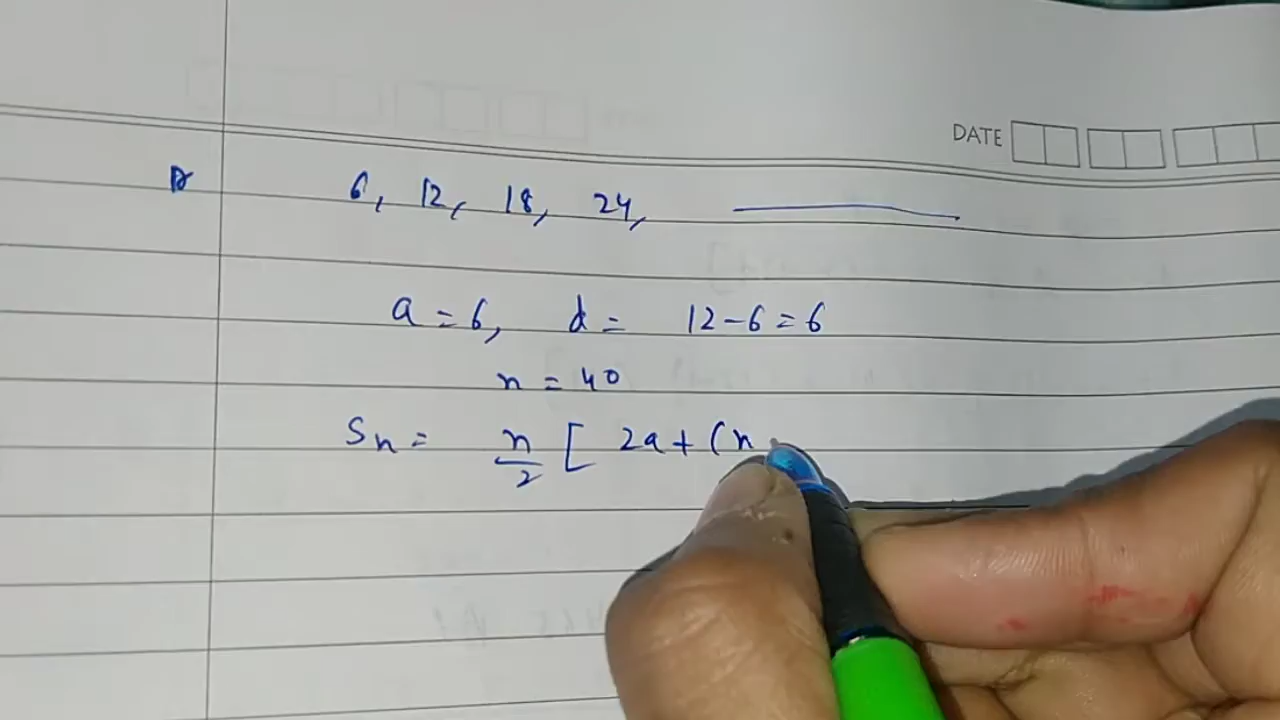 DATE
6, 12, 18, 24,
a = 6, d = 12 - 6 = 6
n = 40
Sn = n/2 [ 2a + (n